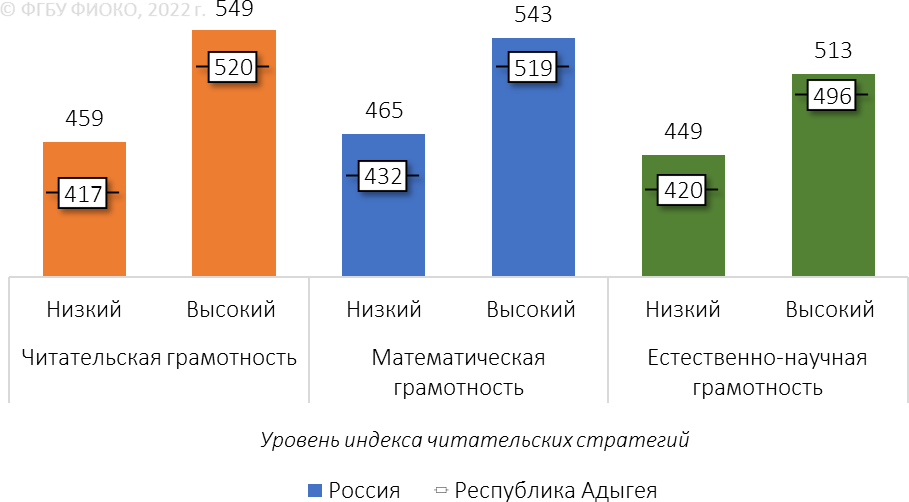 © ФГБУ ФИОКО, 2022 г.
549
543
513
520
519
496
459
465
449
417
432
420
Низкий Высокий Низкий Высокий Низкий Высокий
Читательская грамотность
Математическая
грамотность
Естественно-научная
грамотность
Уровень индекса читательских стратегий
Россия Республика Адыгея